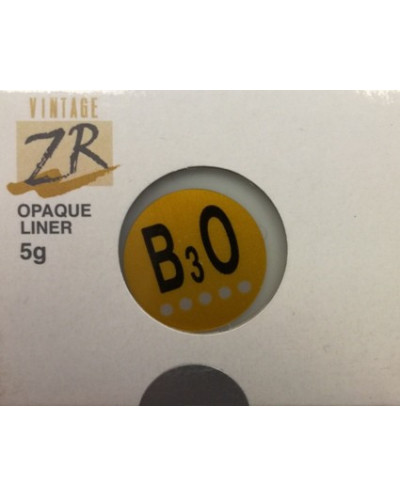 VINTAGE
ZR
OPAQUE
LINER
5g
B3O